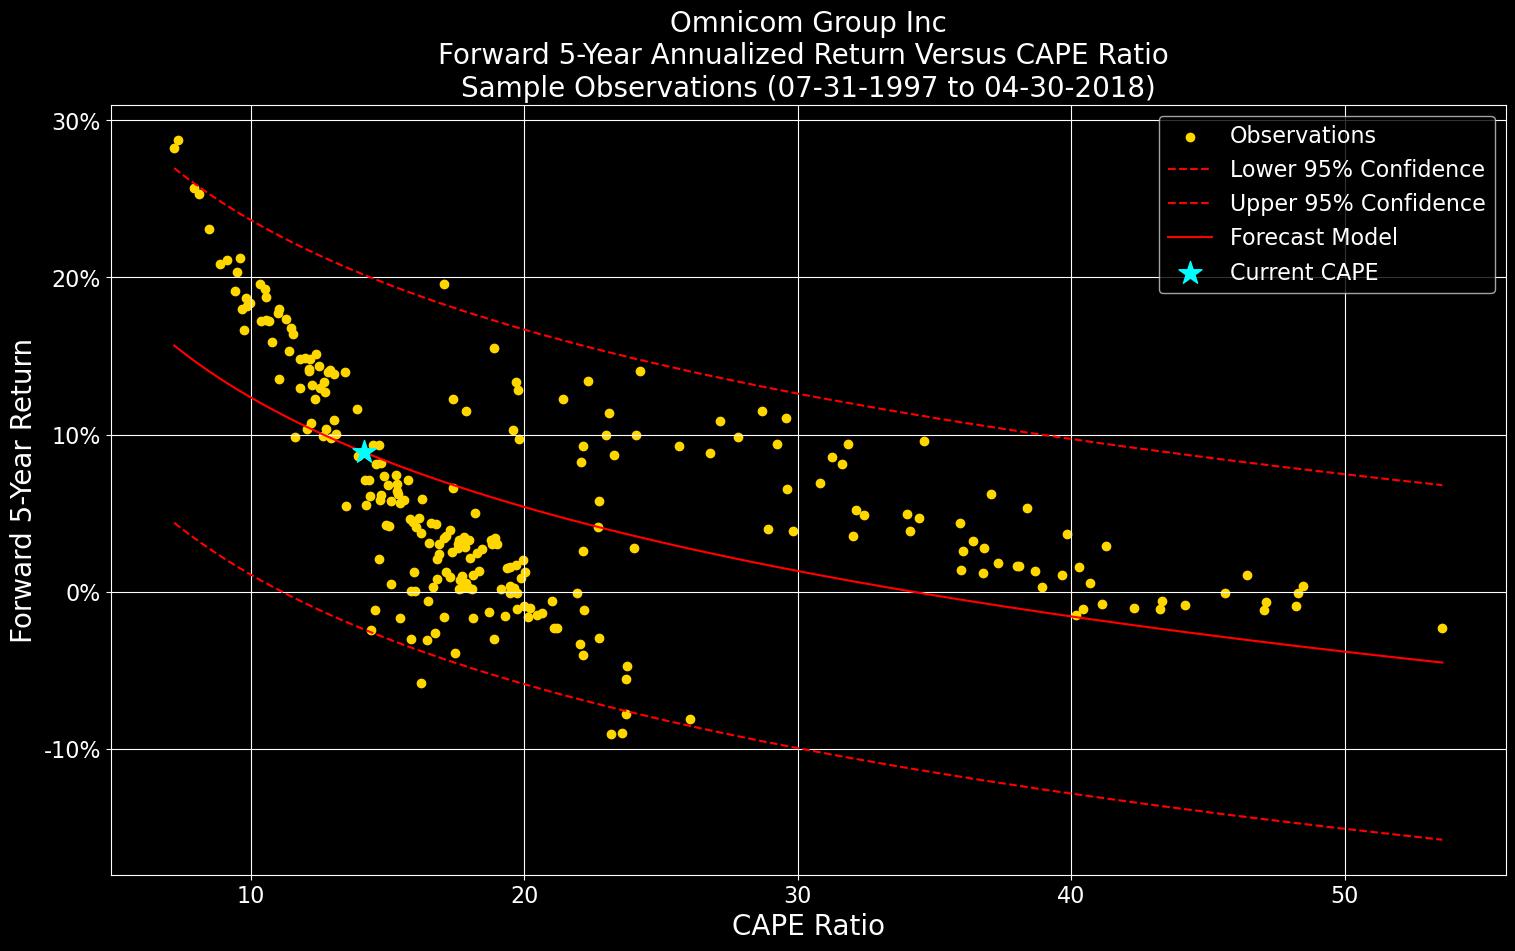 Omnicom Group Inc
Forward 5-Year Annualized Return Versus CAPE Ratio
Sample Observations (07-31-1997 to 04-30-2018)
Observations
Lower 95% Confidence
Upper 95% Confidence
Forecast Model
Current CAPE
Forward 5-Year Return
30%
20%
10%
0%
-10%
10 20 30 40 50
CAPE Ratio